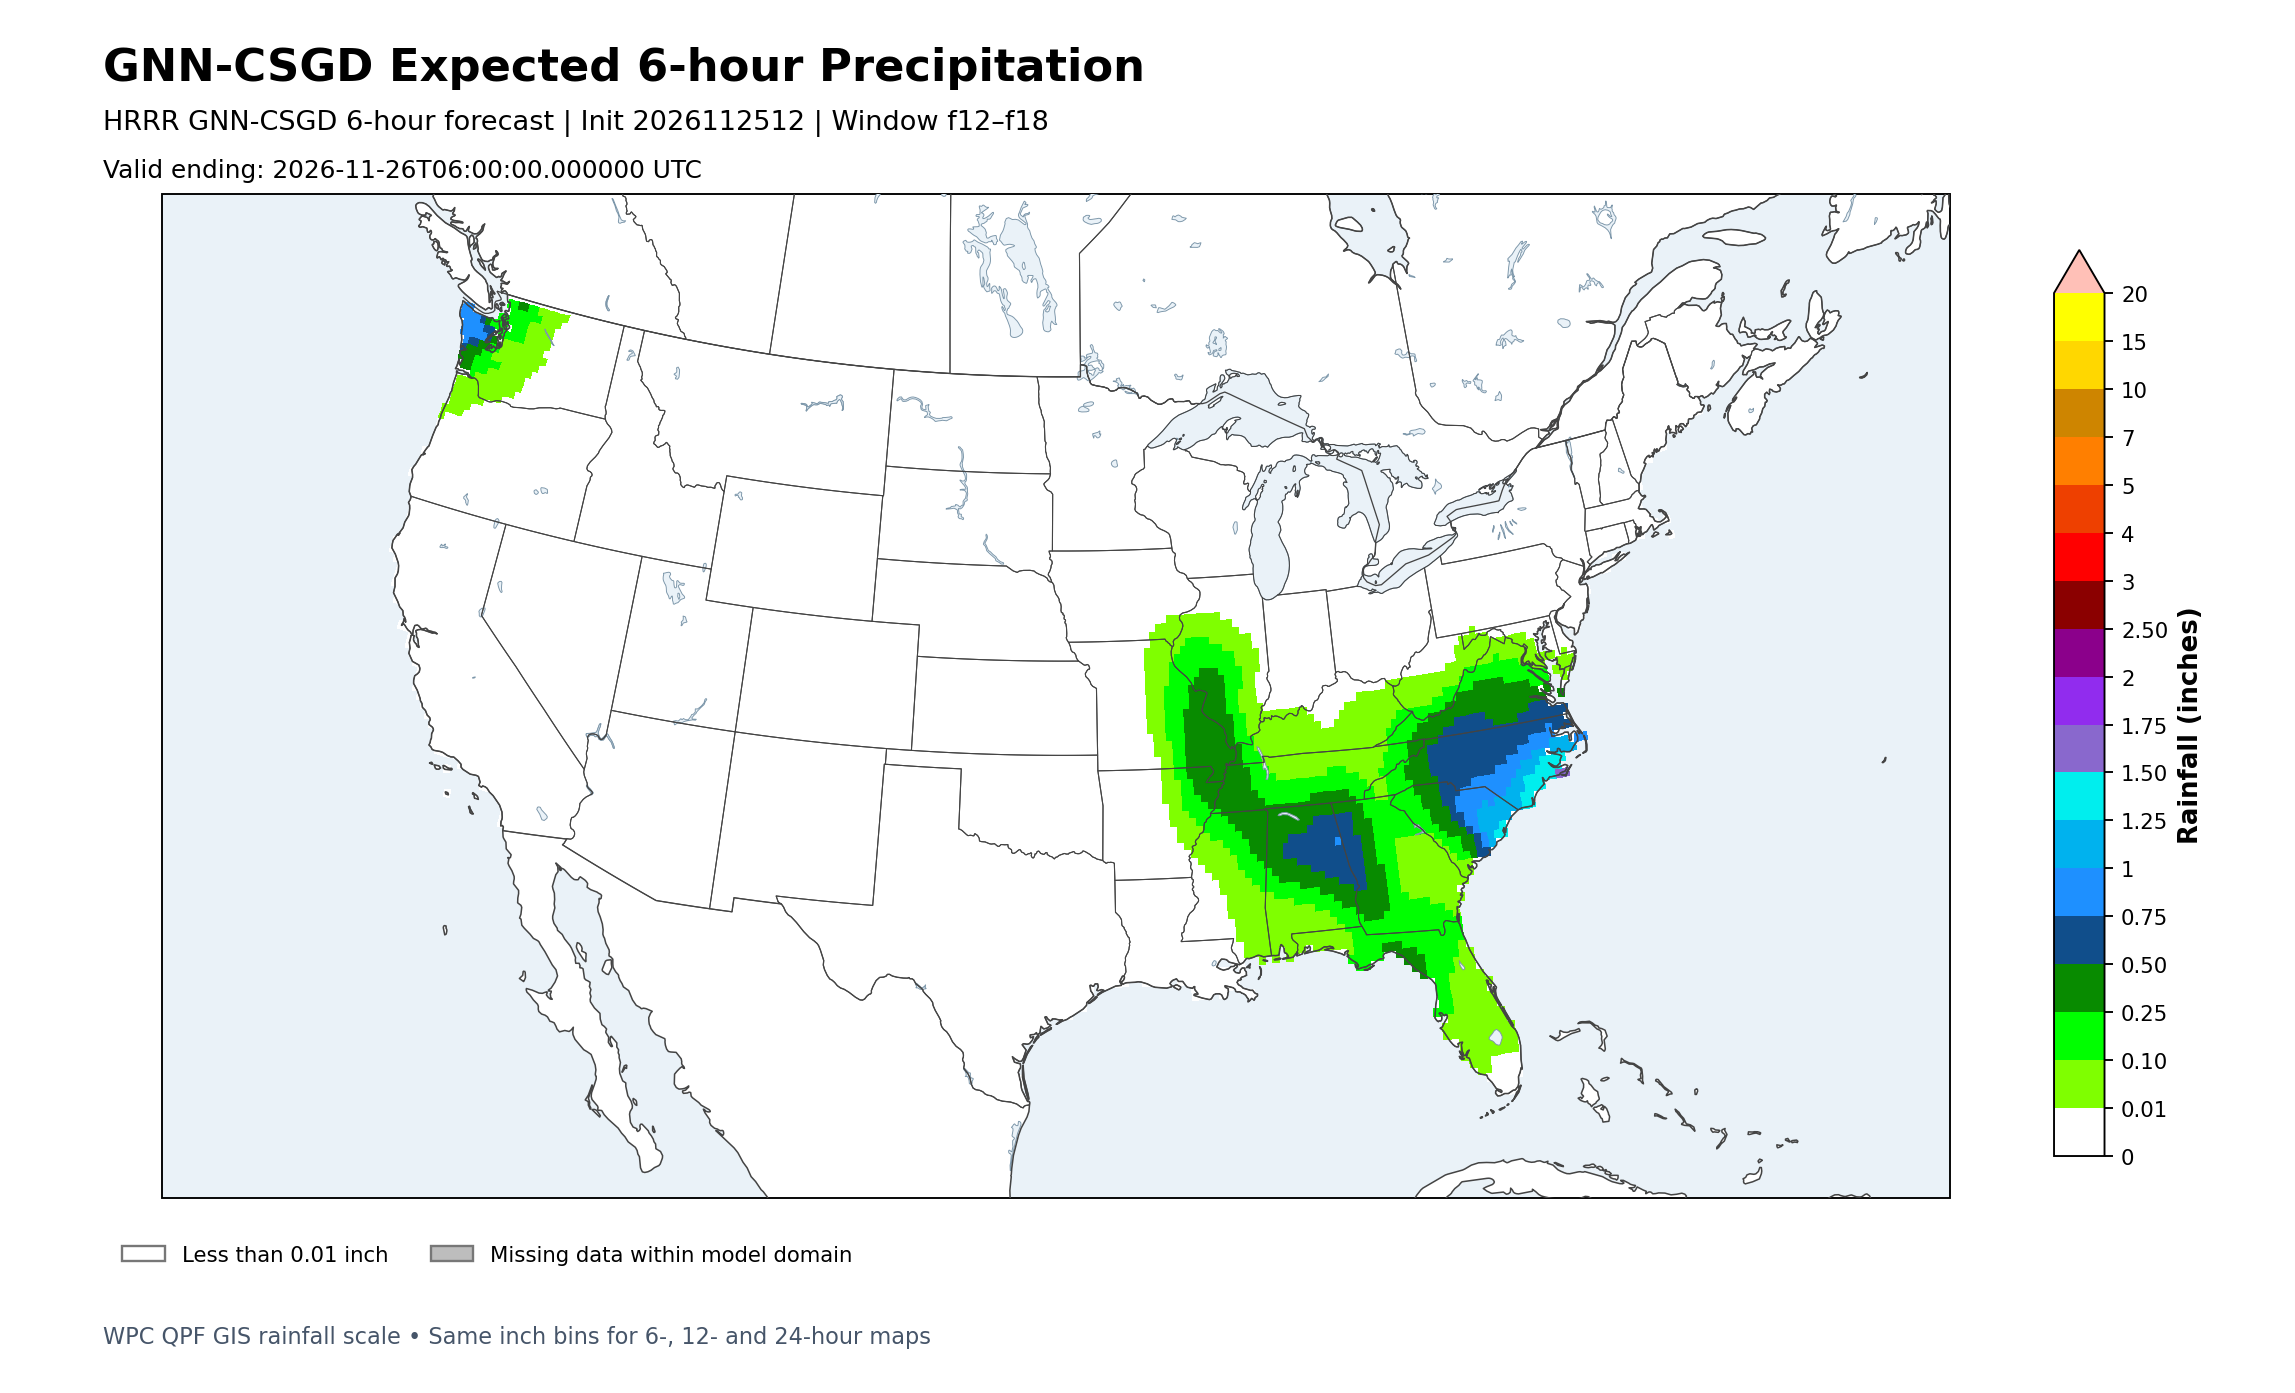 GNN-CSGD Expected 6-hour Precipitation
HRRR GNN-CSGD 6-hour forecast | Init 2026112512 | Window f12–f18
Valid ending: 2026-11-26T06:00:00.000000 UTC
20
15
10
7
5
4
3
2.50
2
1.75
1.50
1.25
1
0.75
0.50
0.25
0.10
0.01
0
Rainfall (inches)
Less than 0.01 inch
Missing data within model domain
WPC QPF GIS rainfall scale • Same inch bins for 6-, 12- and 24-hour maps